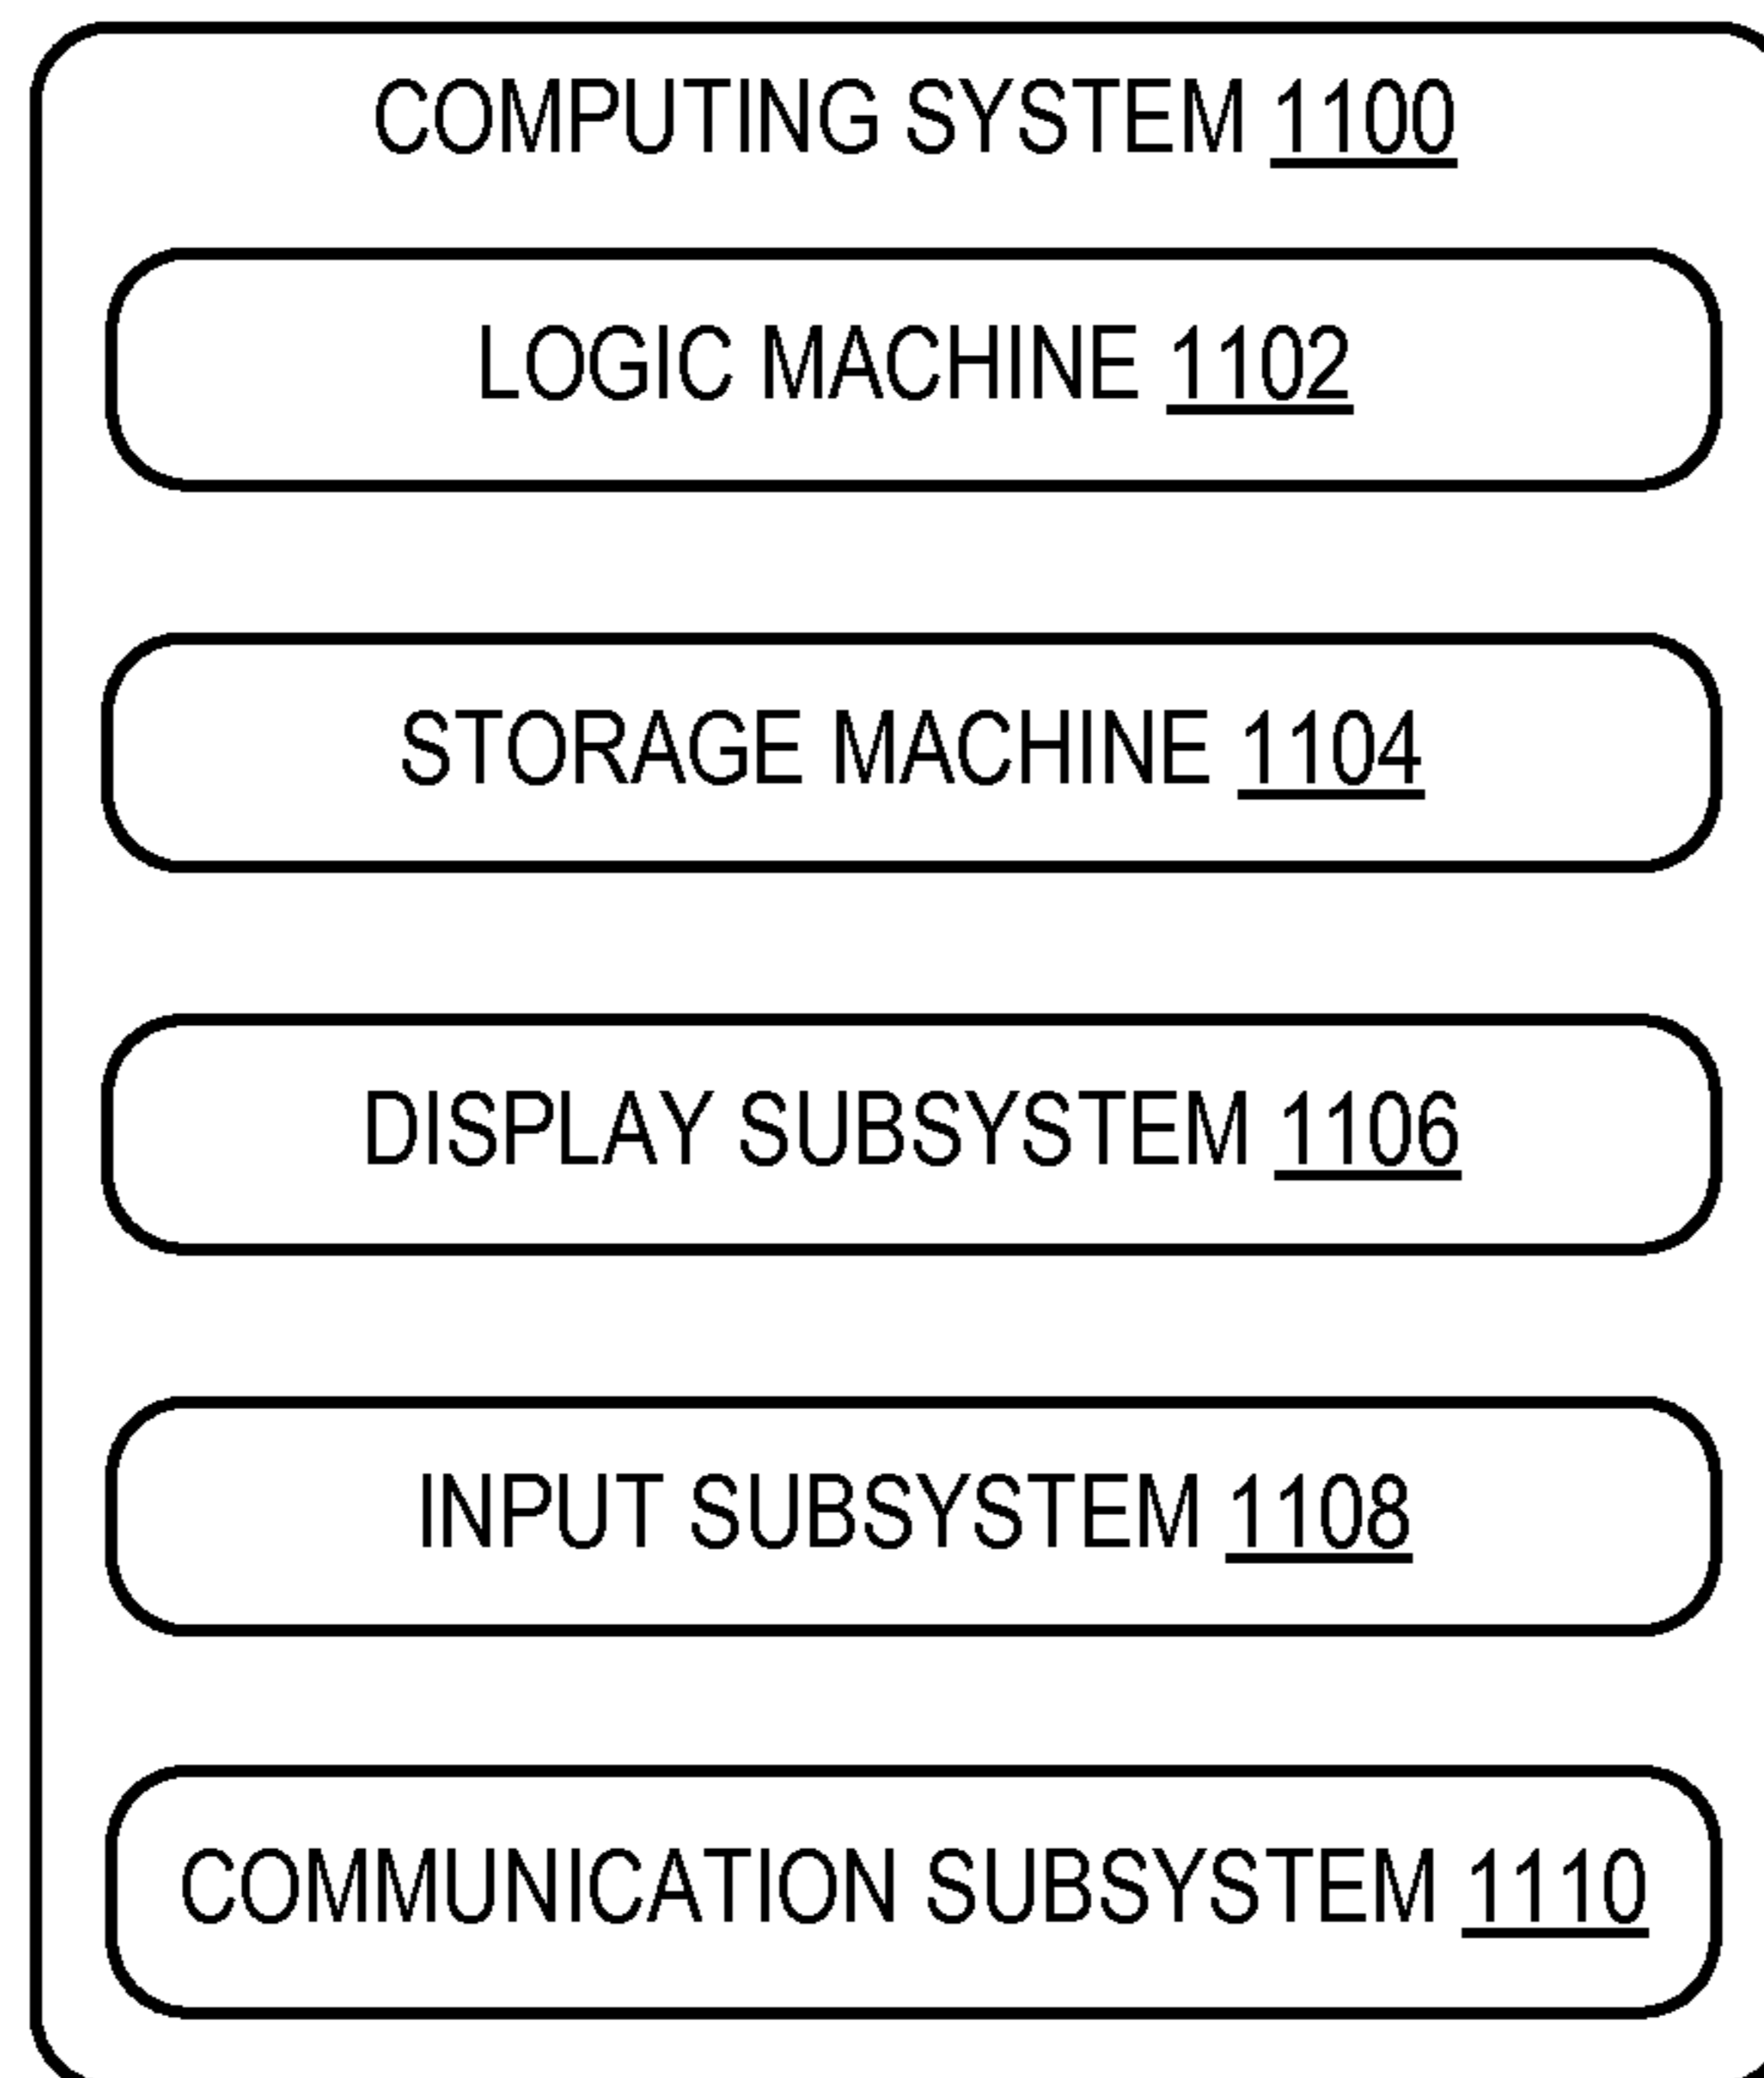 COMPUTING SYSTEM 1100
LOGIC MACHINE 1102
STORAGE MACHINE 1104
DISPLAY SUBSYSTEM 1106
INPUT SUBSYSTEM 1108
COMMUNICATION SUBSYSTEM 1110